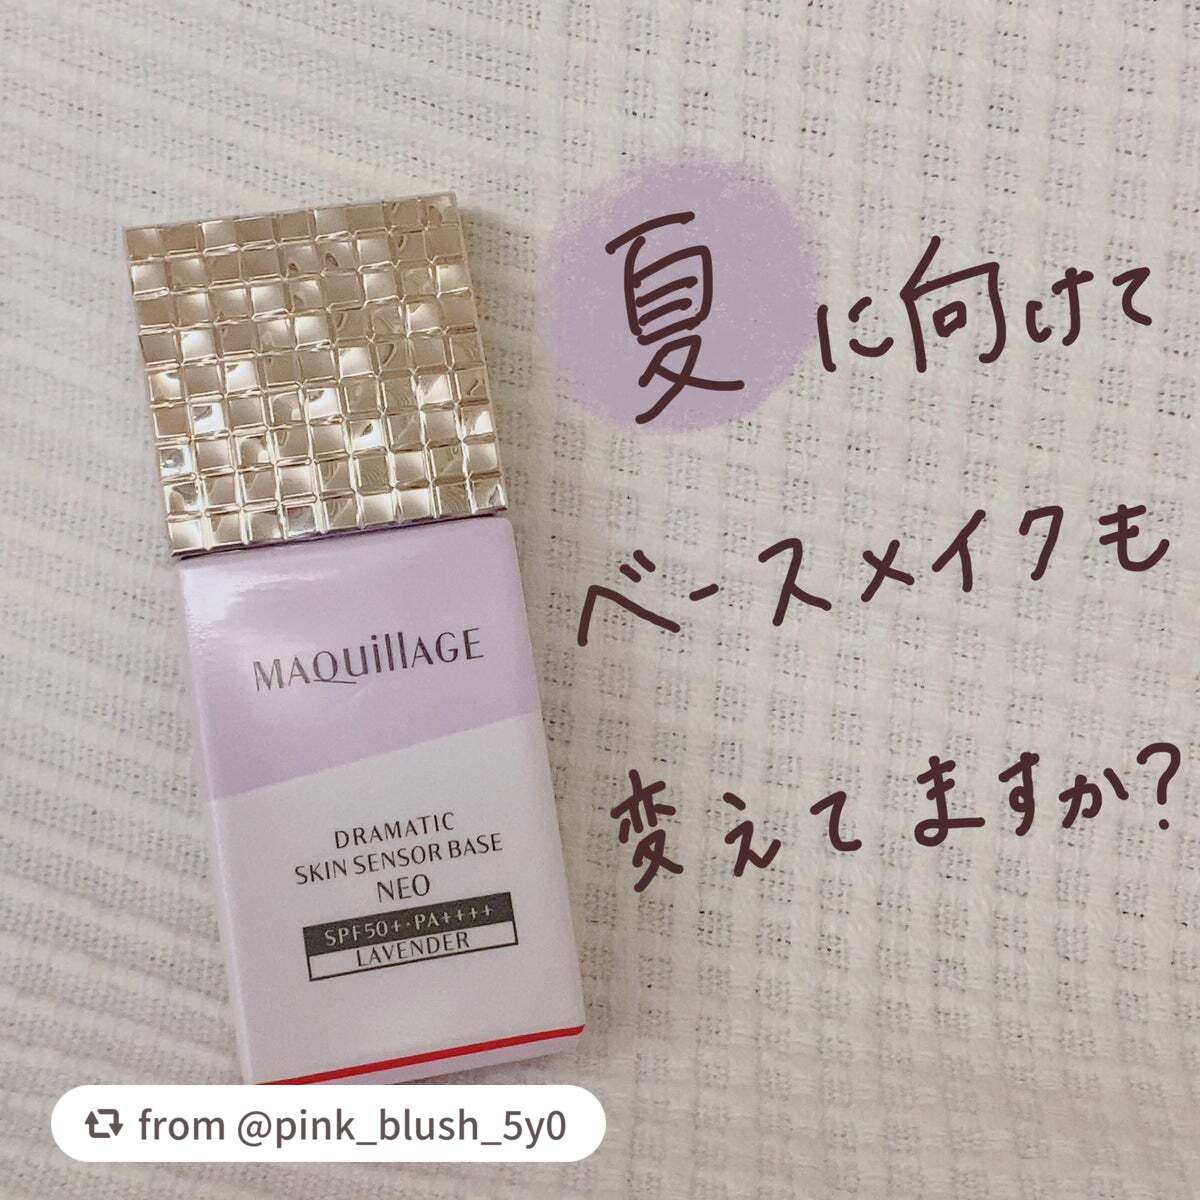 夏に向けて
ベースメイクも
変えてますか?
MAQuillAGE
DRAMATIC
SKIN SENSOR BASE
NEO
SPF50+・PA++++
LAVENDER
from @pink_blush_5y0